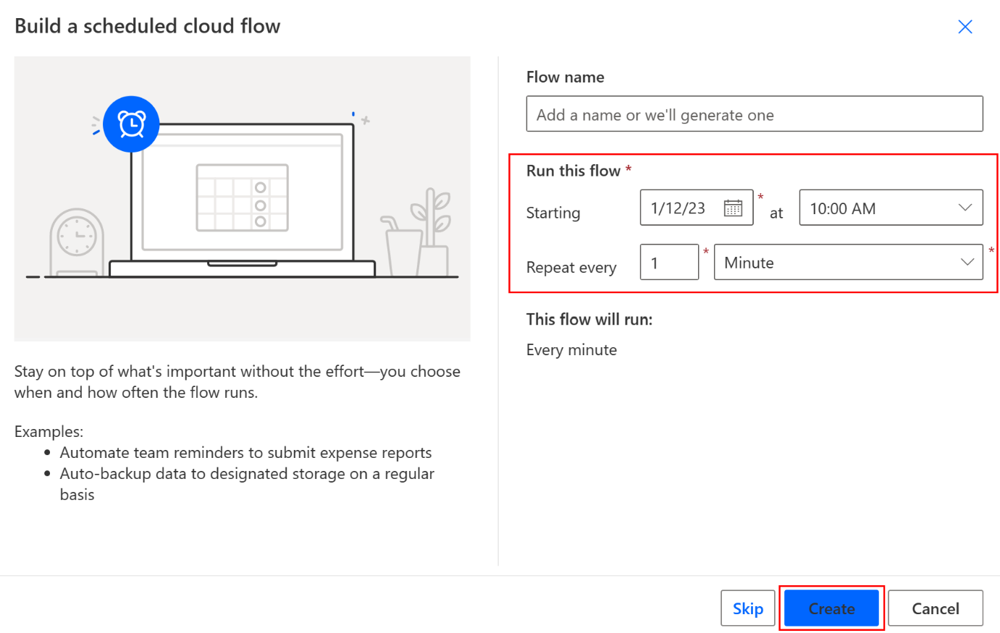 Build a scheduled cloud flow
Stay on top of what's important without the effort—you choose
when and how often the flow runs.
Examples:
• Automate team reminders to submit expense reports
• Auto-backup data to designated storage on a regular
basis
Flow name
Add a name or we'll generate one
Run this flow *
Starting 1/12/23 * at 10:00 AM
Repeat every 1 * Minute *
This flow will run:
Every minute
Skip Create Cancel